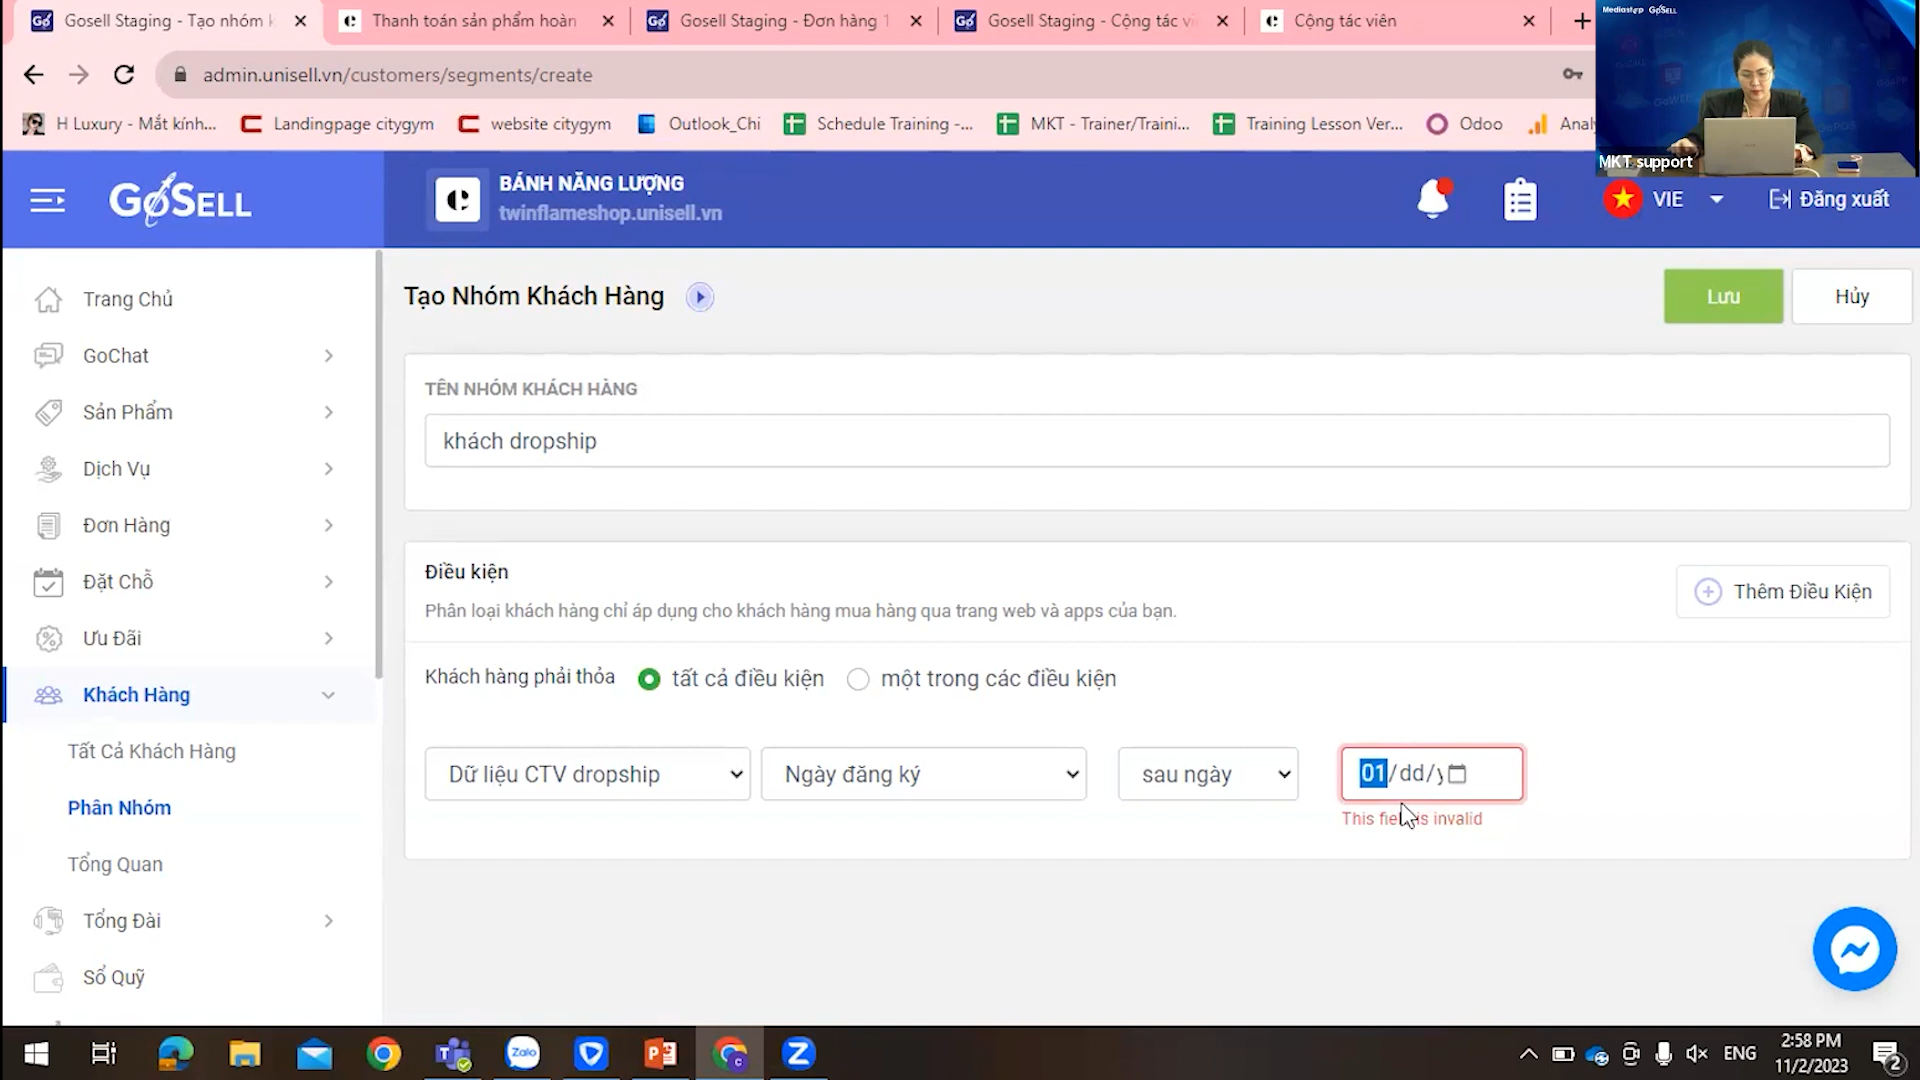 Gosell Staging - Tạo nhóm k
Thanh toán sản phẩm hoàn
Gosell Staging - Đơn hàng 1
Gosell Staging - Cộng tác vi
Cộng tác viên
admin.unisell.vn/customers/segments/create
H Luxury - Mắt kính...
Landingpage citygym
website citygym
Outlook_Chi
Schedule Training -...
MKT - Trainer/Traini...
Training Lesson Ver...
Odoo
Mediastep GoSELL
MKT support
GoSELL
BÁNH NĂNG LƯỢNG
twinflameshop.unisell.vn
VIE
Đăng xuất
Trang Chủ
GoChat
Sản Phẩm
Dịch Vụ
Đơn Hàng
Đặt Chỗ
Ưu Đãi
Khách Hàng
Tất Cả Khách Hàng
Phân Nhóm
Tổng Quan
Tổng Đài
Sổ Quỹ
Tạo Nhóm Khách Hàng
Lưu
Hủy
TÊN NHÓM KHÁCH HÀNG
khách dropship
Điều kiện
Phân loại khách hàng chỉ áp dụng cho khách hàng mua hàng qua trang web và apps của bạn.
Thêm Điều Kiện
Khách hàng phải thỏa
tất cả điều kiện
một trong các điều kiện
Dữ liệu CTV dropship
Ngày đăng ký
sau ngày
01/dd/y
This field is invalid
Zalo
ENG
2:58 PM
11/2/2023
2